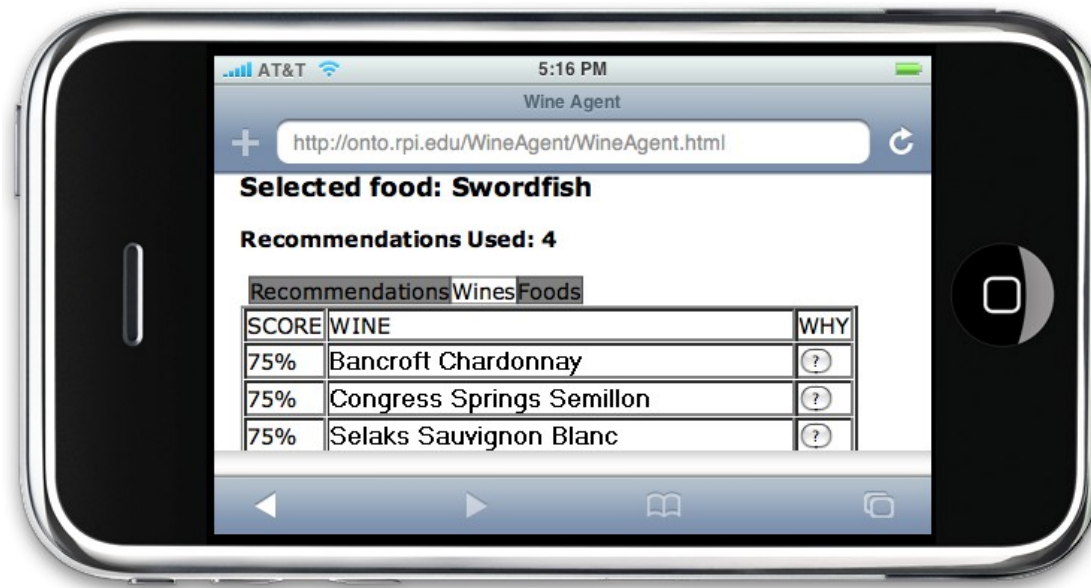 AT&T 5:16 PM
Wine Agent
http://onto.rpi.edu/WineAgent/WineAgent.html
Selected food: Swordfish
Recommendations Used: 4
Recommendations Wines Foods
SCORE WINE WHY
75% Bancroft Chardonnay ?
75% Congress Springs Semillon ?
75% Selaks Sauvignon Blanc ?